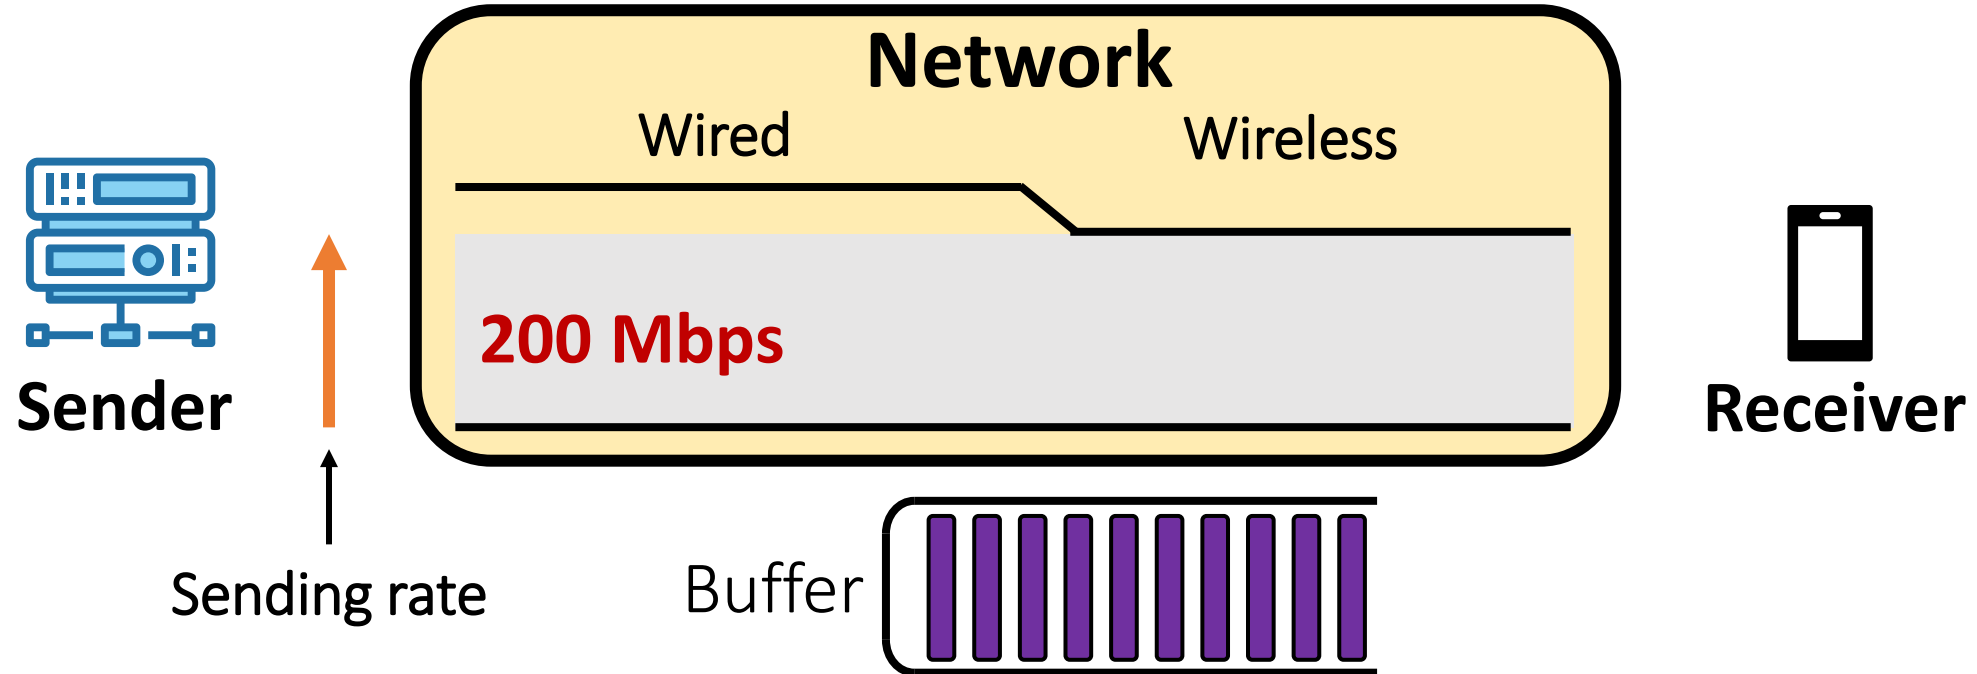 Network
Wired
Wireless
200 Mbps
Sender
Receiver
Sending rate
Buffer